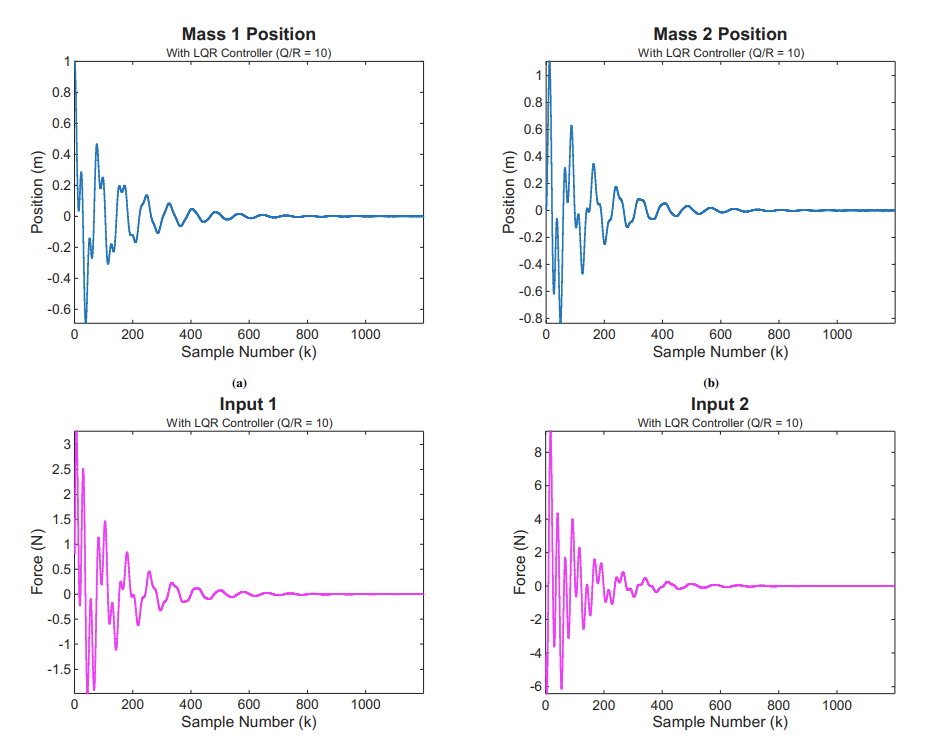 Mass 1 Position
With LQR Controller (Q/R = 10)
1
0.8
0.6
0.4
0.2
0
-0.2
-0.4
-0.6
Position (m)
0 200 400 600 800 1000
Sample Number (k)
(a)
Mass 2 Position
With LQR Controller (Q/R = 10)
1
0.8
0.6
0.4
0.2
0
-0.2
-0.4
-0.6
-0.8
Position (m)
0 200 400 600 800 1000
Sample Number (k)
(b)
Input 1
With LQR Controller (Q/R = 10)
3
2.5
2
1.5
1
0.5
0
-0.5
-1
-1.5
Force (N)
0 200 400 600 800 1000
Sample Number (k)
Input 2
With LQR Controller (Q/R = 10)
8
6
4
2
0
-2
-4
-6
Force (N)
0 200 400 600 800 1000
Sample Number (k)